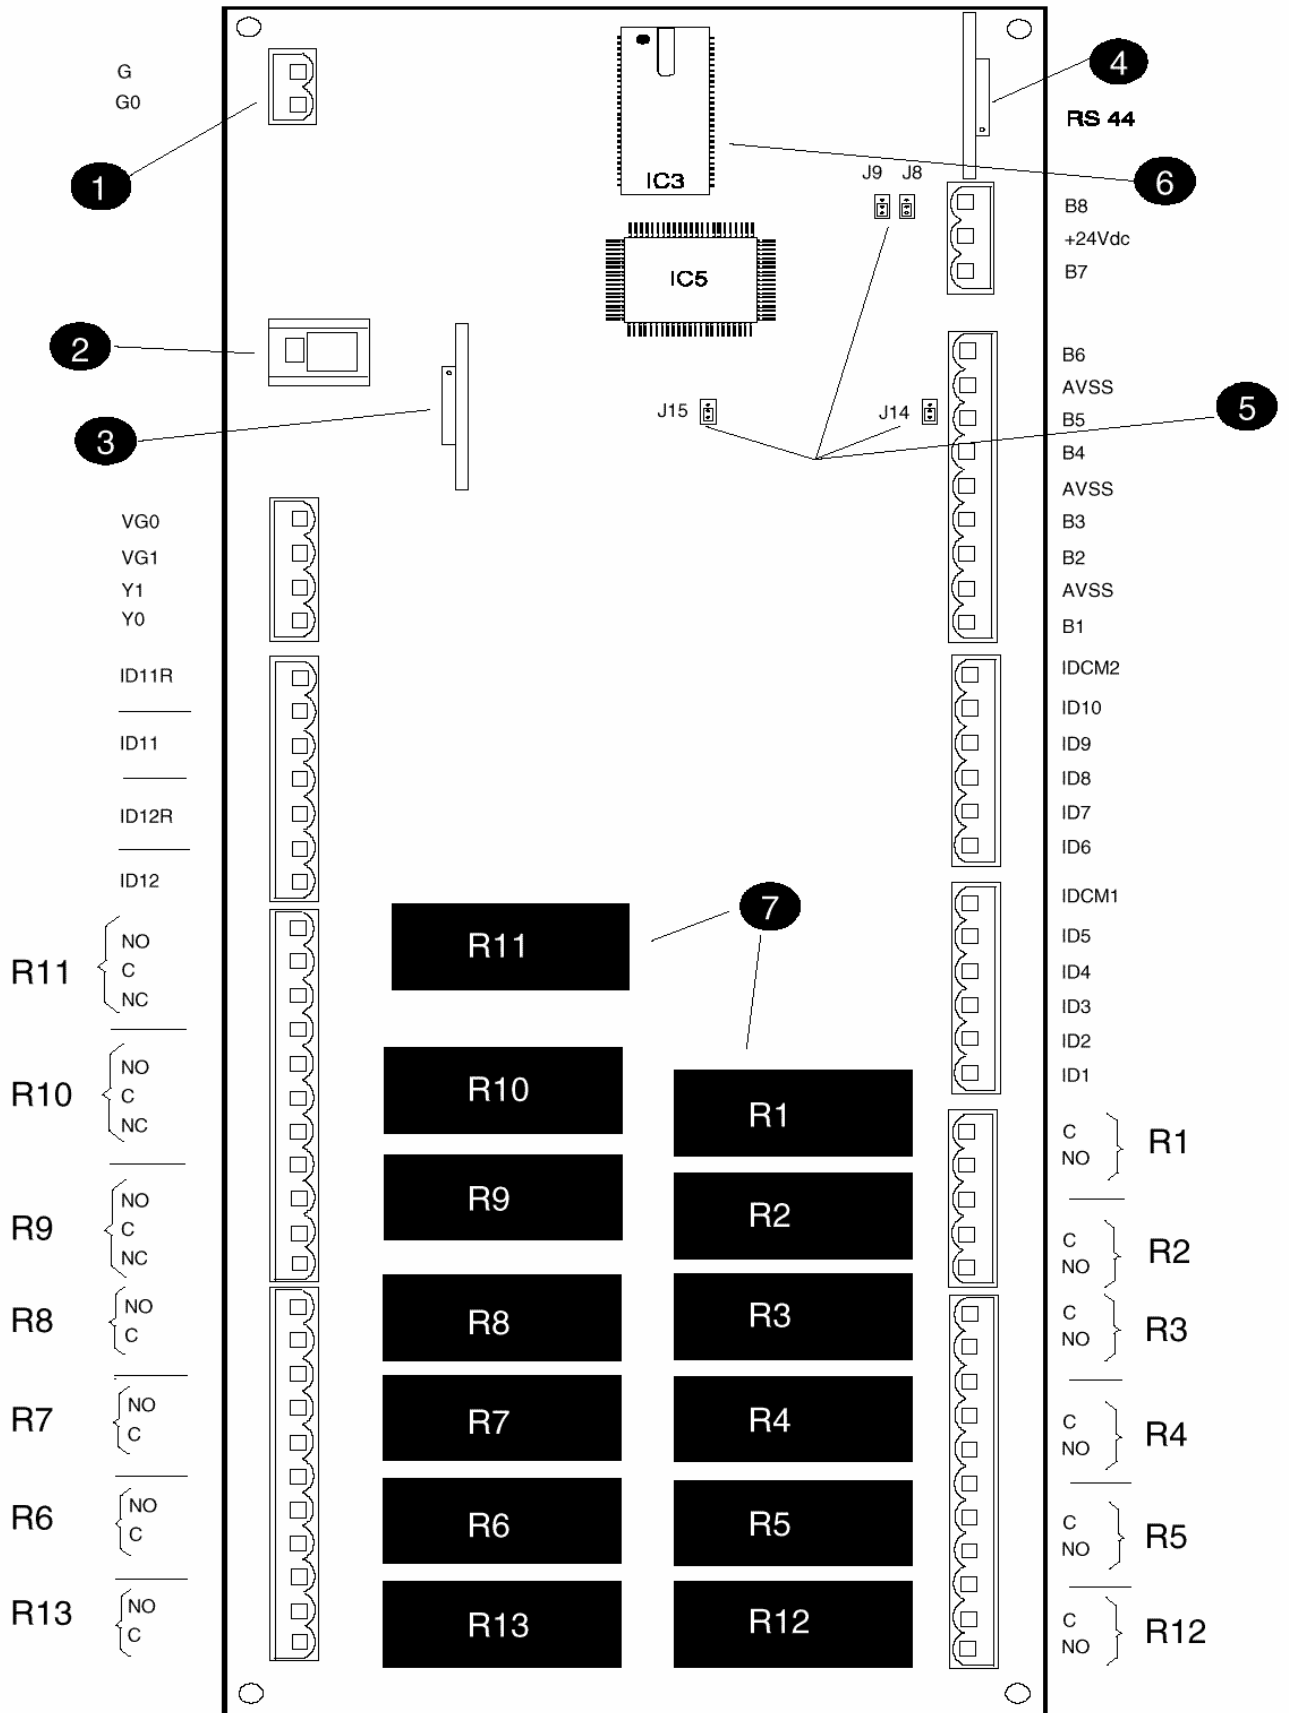 G
G0
1
2
3
VG0
VG1
Y1
Y0
ID11R
ID11
ID12R
ID12
R11
NO
C
NC
R10
NO
C
NC
R9
NO
C
NC
R8
NO
C
R7
NO
C
R6
NO
C
R13
NO
C
IC3
IC5
J9 J8
J15
J14
7
R11
R10
R9
R8
R7
R6
R13
R1
R2
R3
R4
R5
R12
4
RS 44
6
B8
+24Vdc
B7
5
B6
AVSS
B5
B4
AVSS
B3
B2
AVSS
B1
IDCM2
ID10
ID9
ID8
ID7
ID6
IDCM1
ID5
ID4
ID3
ID2
ID1
C
NO
R1
C
NO
R2
C
NO
R3
C
NO
R4
C
NO
R5
C
NO
R12